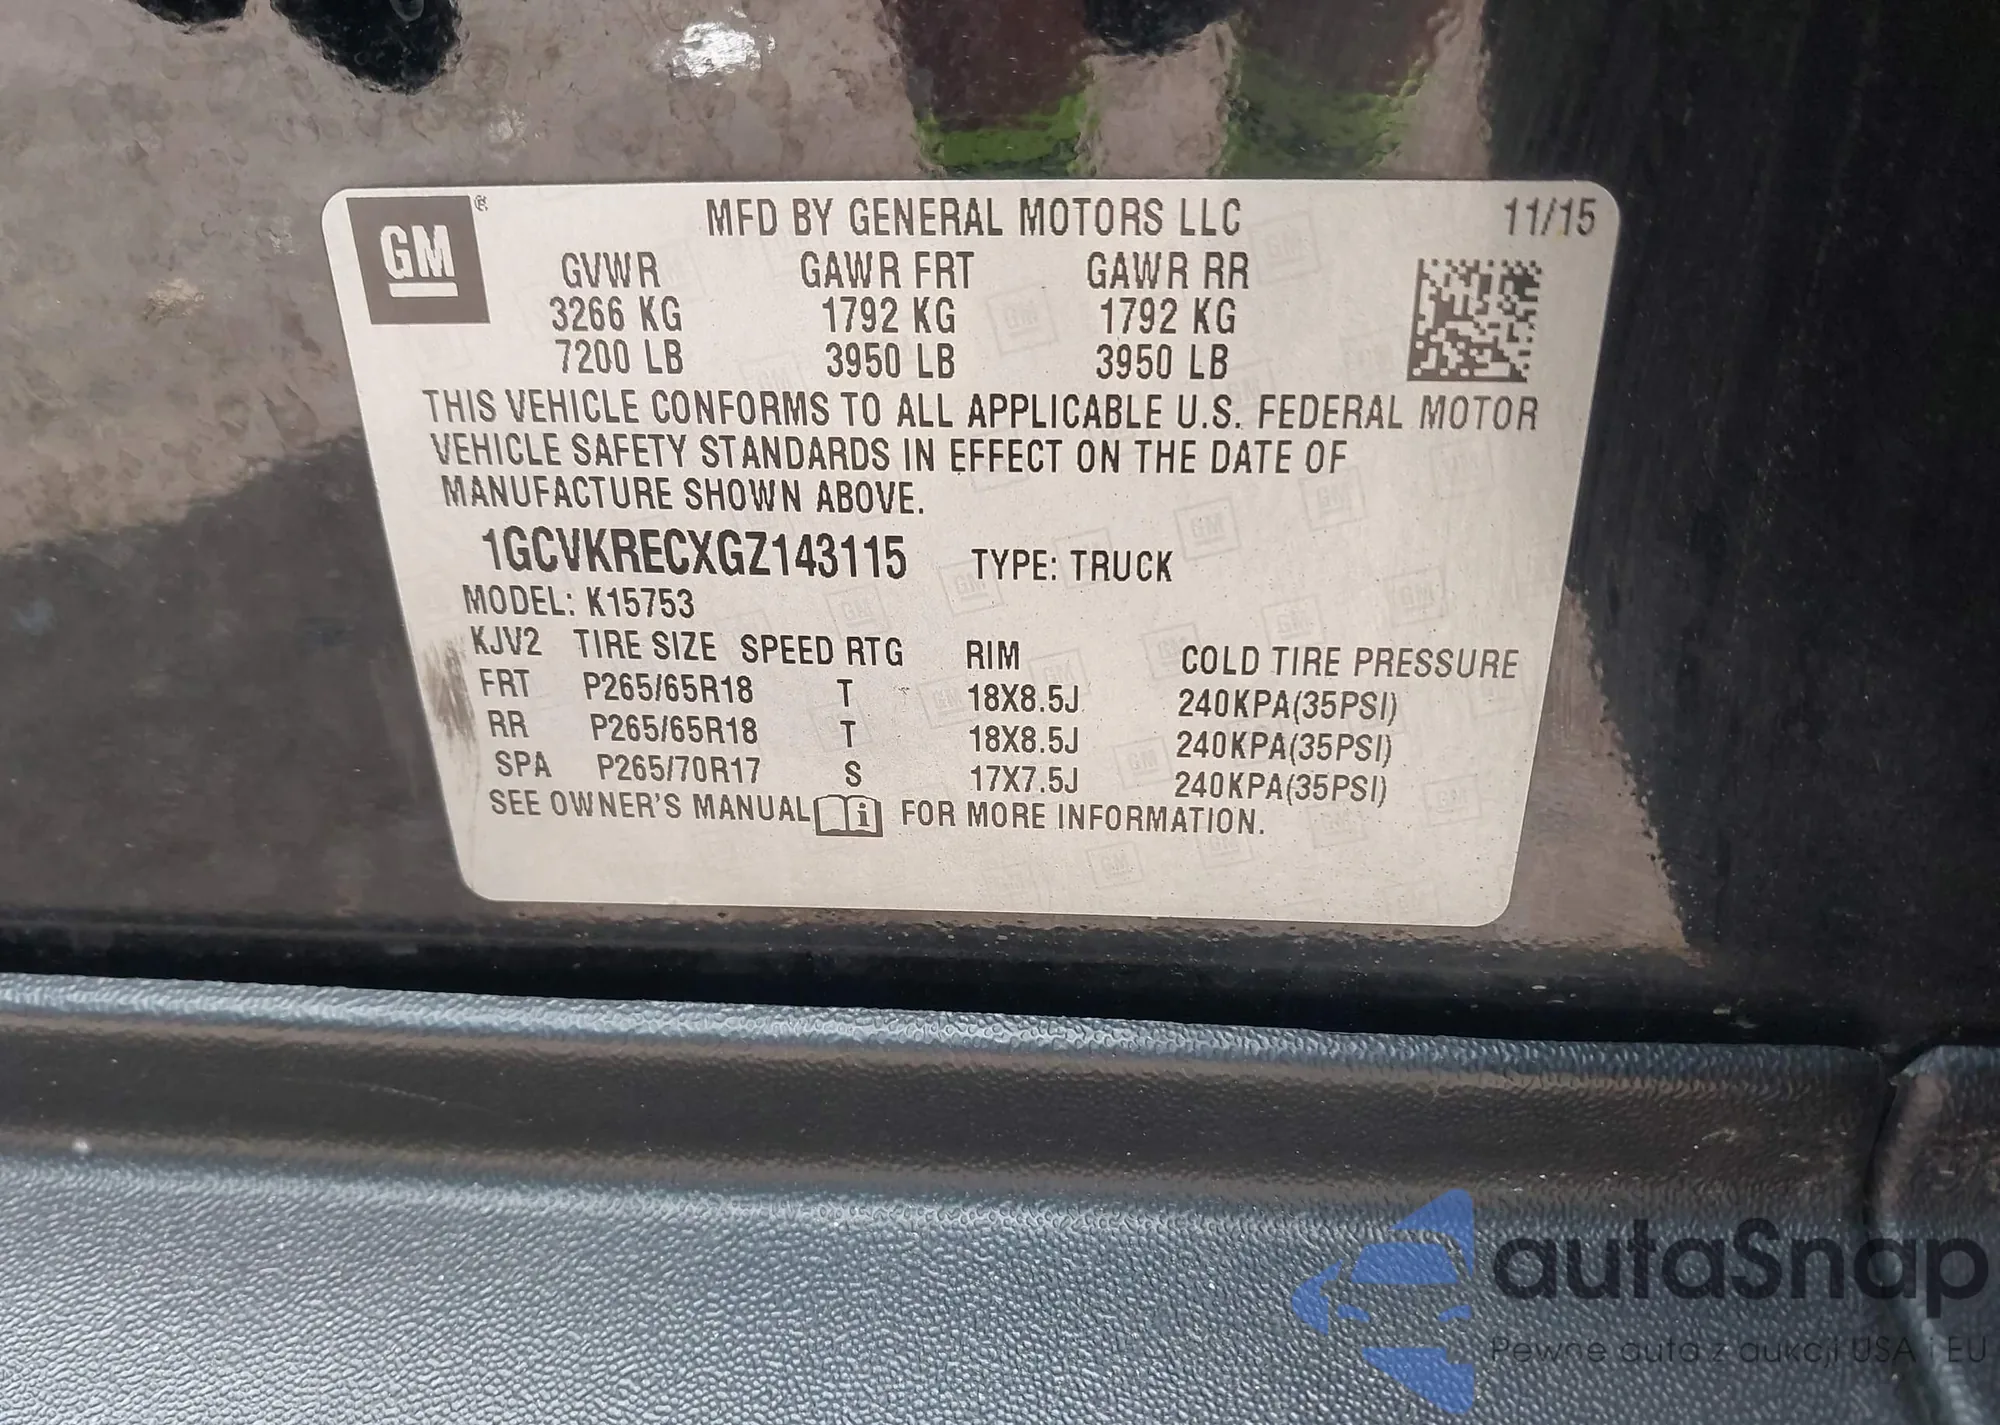 GM®
MFD BY GENERAL MOTORS LLC 11/15
GVWR GAWR FRT GAWR RR
3266 KG 1792 KG 1792 KG
7200 LB 3950 LB 3950 LB
THIS VEHICLE CONFORMS TO ALL APPLICABLE U.S. FEDERAL MOTOR
VEHICLE SAFETY STANDARDS IN EFFECT ON THE DATE OF
MANUFACTURE SHOWN ABOVE.
1GCVKRECXGZ143115 TYPE: TRUCK
MODEL: K15753
KJV2 TIRE SIZE SPEED RTG RIM COLD TIRE PRESSURE
FRT P265/65R18 T 18X8.5J 240KPA(35PSI)
RR P265/65R18 T 18X8.5J 240KPA(35PSI)
SPA P265/70R17 S 17X7.5J 240KPA(35PSI)
SEE OWNER'S MANUAL i FOR MORE INFORMATION.
autaSnap
Pewne auta z aukcji USA i EU